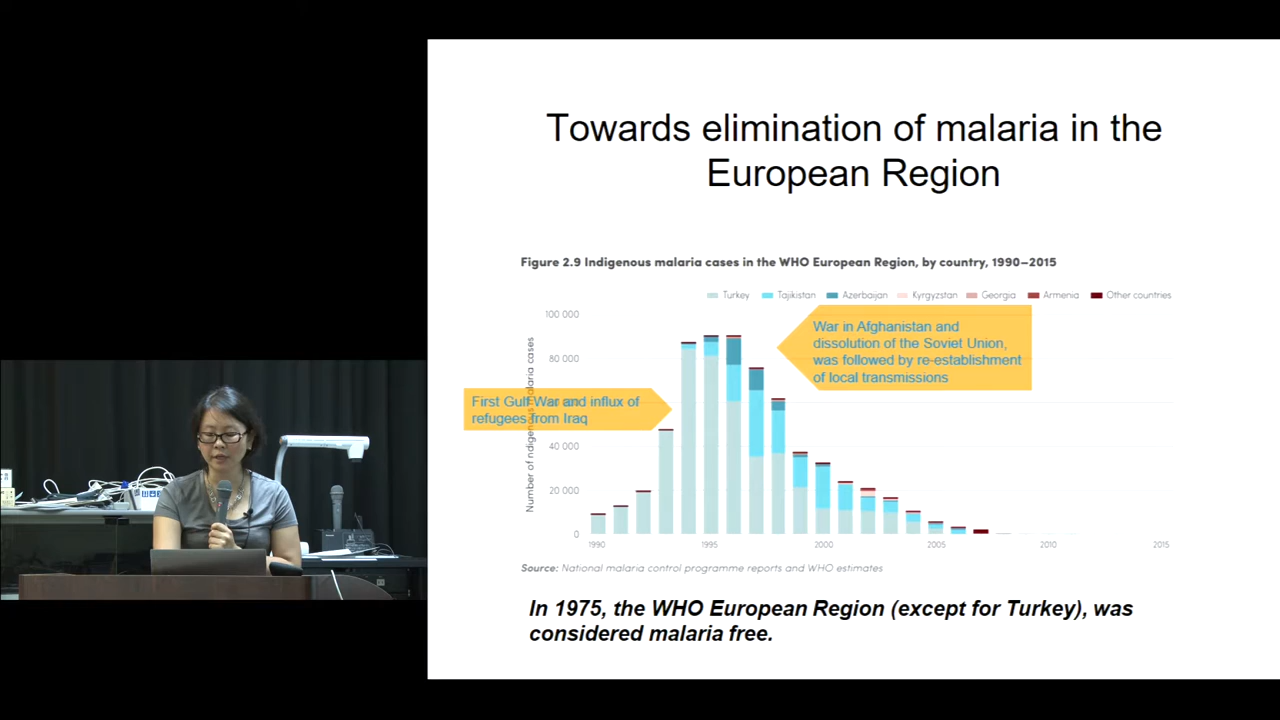 Towards elimination of malaria in the
European Region
Figure 2.9 Indigenous malaria cases in the WHO European Region, by country, 1990–2015
Turkey Tajikistan Azerbaijan Kyrgyzstan Georgia Armenia Other countries
100 000
80 000
40 000
20 000
0
Number of ndigenous malaria cases
War in Afghanistan and
dissolution of the Soviet Union,
was followed by re-establishment
of local transmissions
First Gulf War and influx of
refugees from Iraq
1990 1995 2000 2005 2010 2015
Source: National malaria control programme reports and WHO estimates
In 1975, the WHO European Region (except for Turkey), was
considered malaria free.